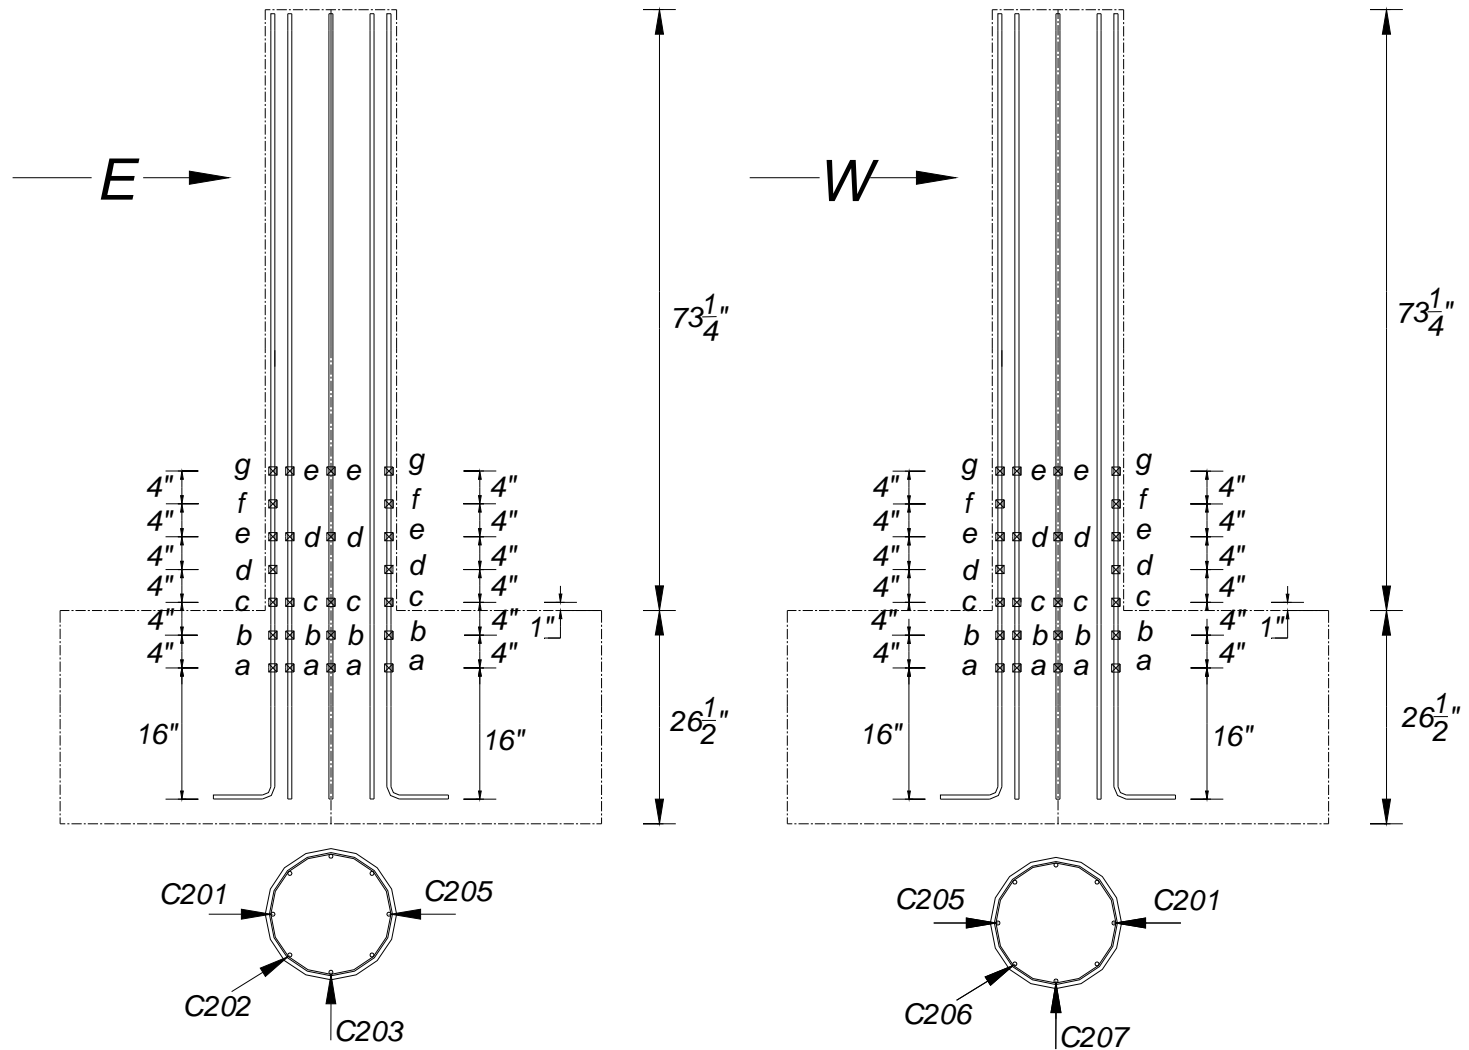 E
W
73 1/4"
73 1/4"
g e e g
g e e g
4" 4"
4" 4"
f f
f f
4" 4"
4" 4"
e d d e
e d d e
4" 4"
4" 4"
d d
d d
4" 4"
4" 4"
c c c c
c c c c
4" 4" 1"
4" 4" 1"
b b b b
b b b b
4" 4"
4" 4"
a a a a
a a a a
16" 16"
16" 16"
26 1/2"
26 1/2"
C201 C205
C205 C201
C202
C206
C203
C207